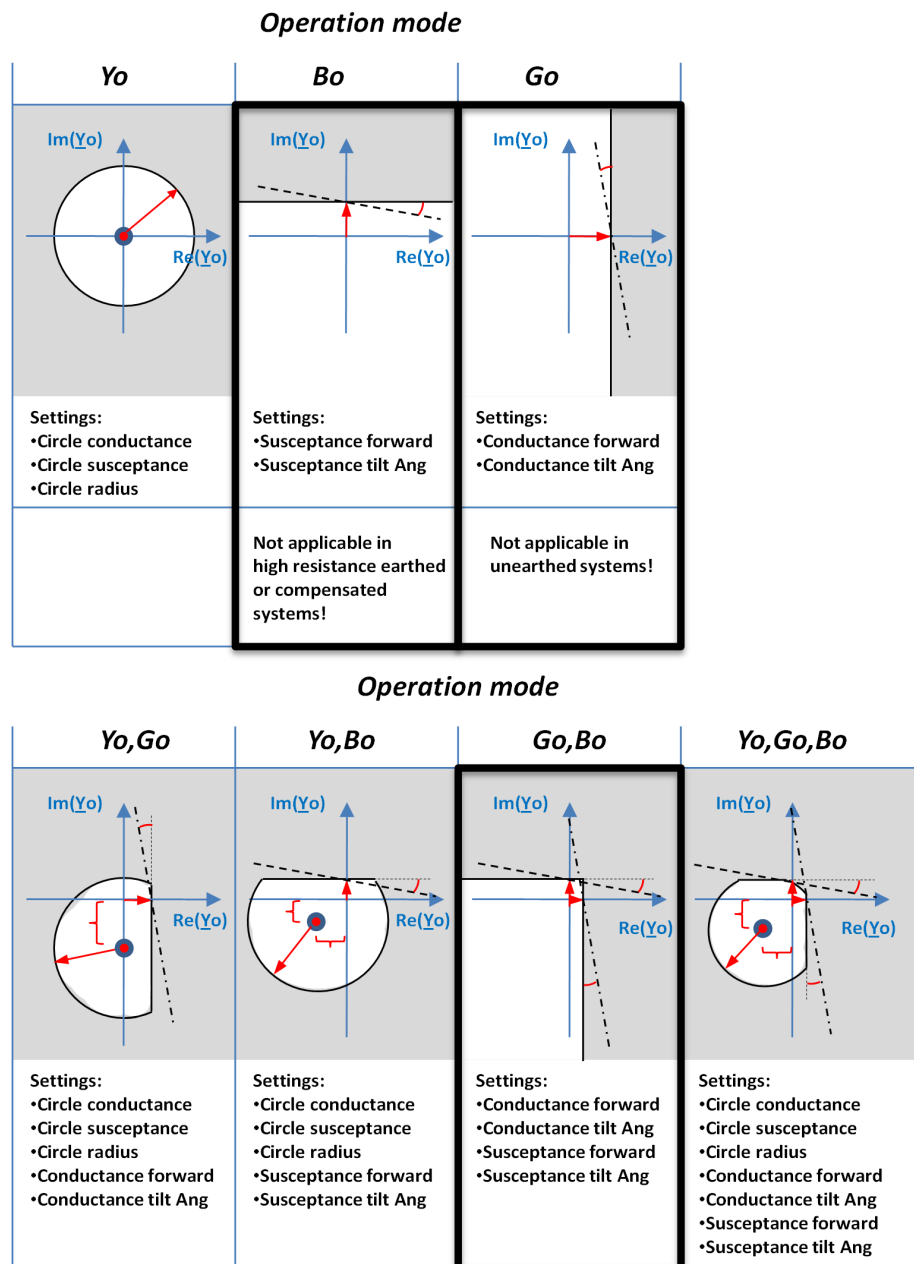 Operation mode
Yo
Bo
Go
Im(Yo)
Re(Yo)
Im(Yo)
Re(Yo)
Im(Yo)
Re(Yo)
Settings:
•Circle conductance
•Circle susceptance
•Circle radius
Settings:
•Susceptance forward
•Susceptance tilt Ang
Settings:
•Conductance forward
•Conductance tilt Ang
Not applicable in
high resistance earthed
or compensated
systems!
Not applicable in
unearthed systems!
Operation mode
Yo,Go
Yo,Bo
Go,Bo
Yo,Go,Bo
Im(Yo)
Re(Yo)
Im(Yo)
Re(Yo)
Im(Yo)
Re(Yo)
Im(Yo)
Re(Yo)
Settings:
•Circle conductance
•Circle susceptance
•Circle radius
•Conductance forward
•Conductance tilt Ang
Settings:
•Circle conductance
•Circle susceptance
•Circle radius
•Susceptance forward
•Susceptance tilt Ang
Settings:
•Conductance forward
•Conductance tilt Ang
•Susceptance forward
•Susceptance tilt Ang
Settings:
•Circle conductance
•Circle susceptance
•Circle radius
•Conductance forward
•Conductance tilt Ang
•Susceptance forward
•Susceptance tilt Ang